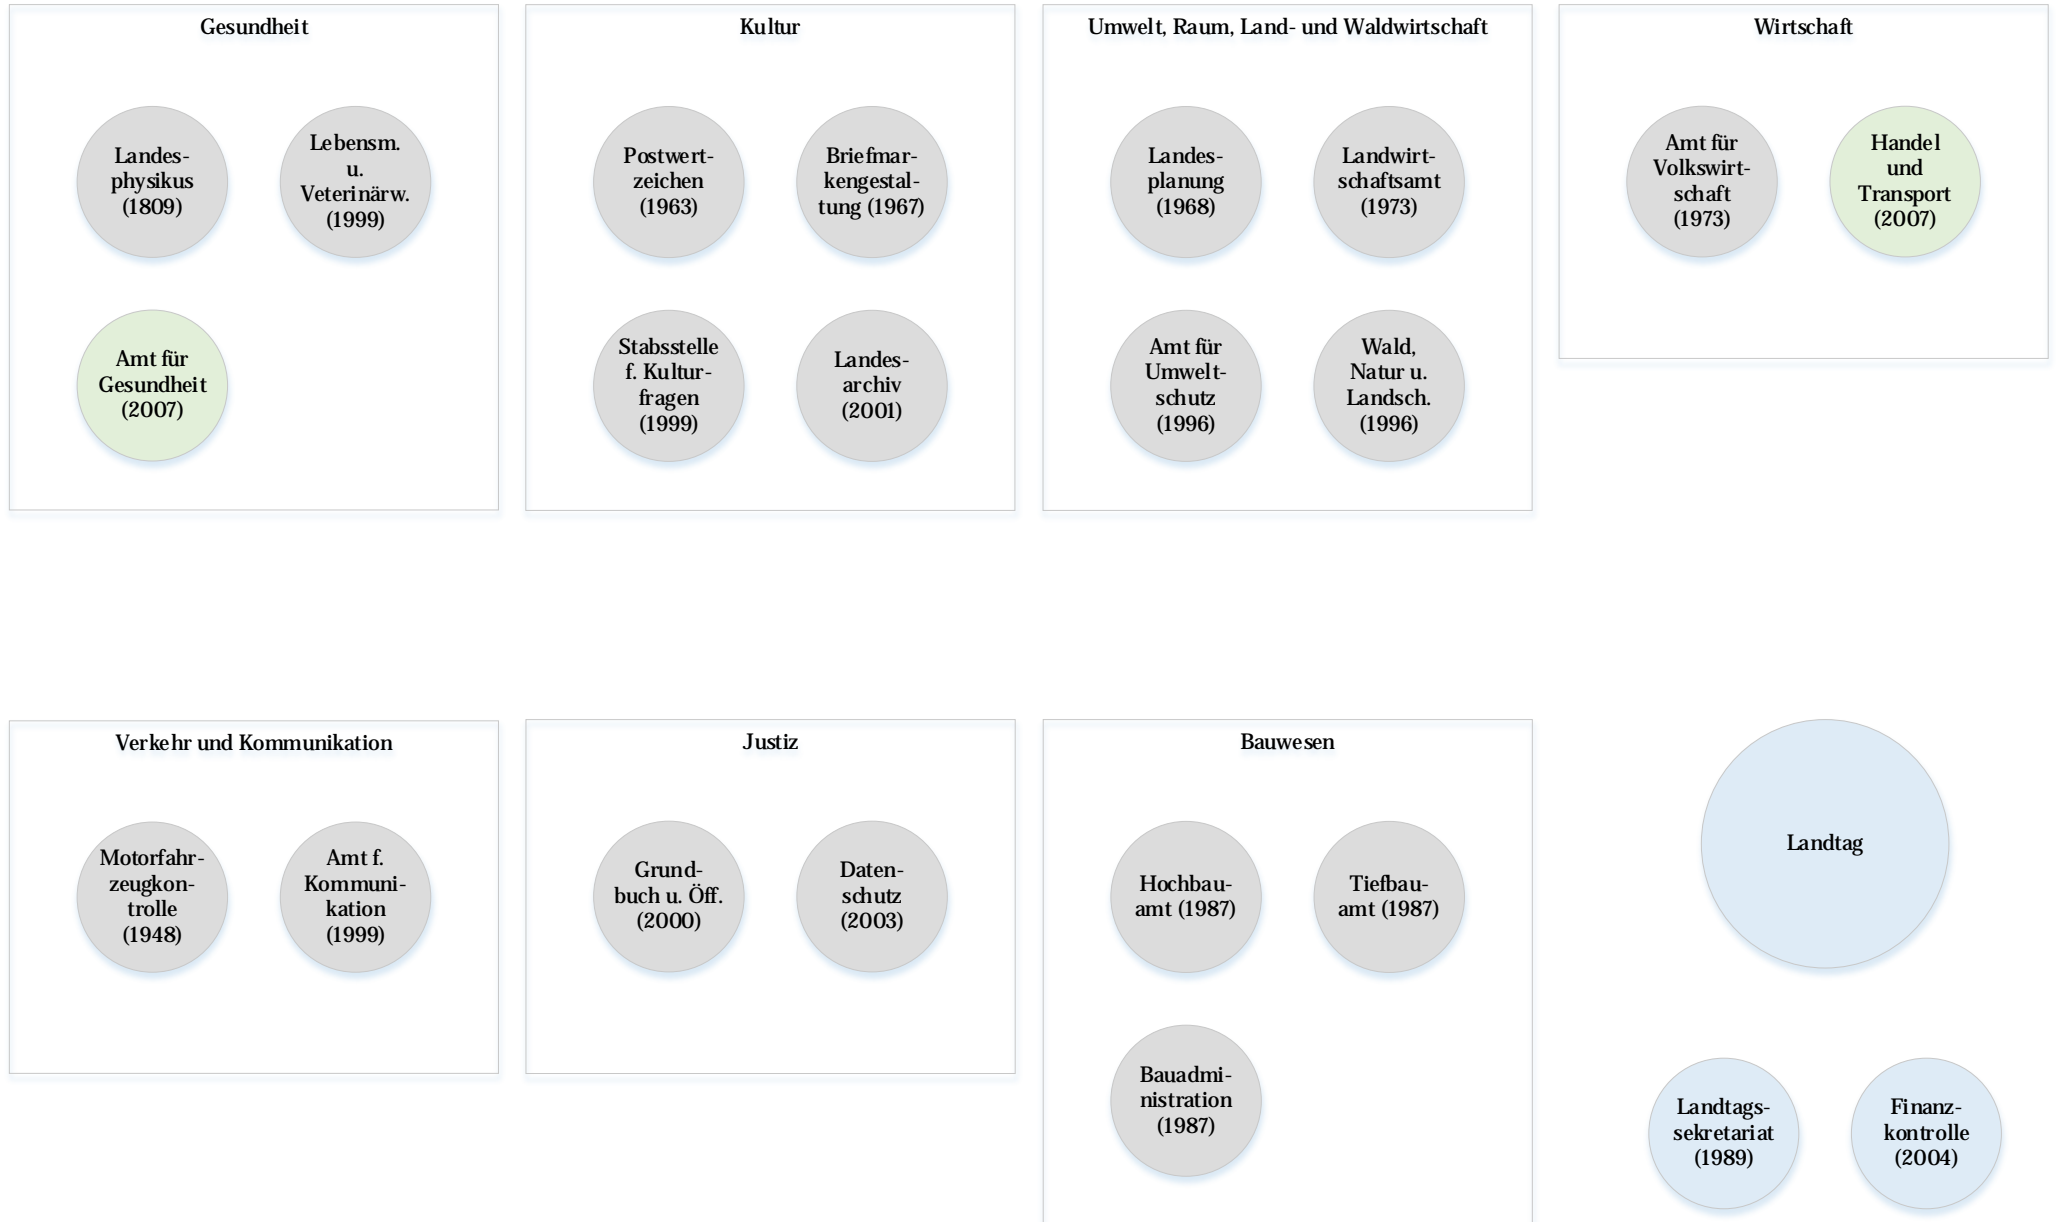 Gesundheit
Landes-
physikus
(1809)
Lebensm.
u.
Veterinärw.
(1999)
Amt für
Gesundheit
(2007)
Kultur
Postwert-
zeichen
(1963)
Briefmar-
kengestal-
tung (1967)
Stabsstelle
f. Kultur-
fragen
(1999)
Landes-
archiv
(2001)
Umwelt, Raum, Land- und Waldwirtschaft
Landes-
planung
(1968)
Landwirt-
schaftsamt
(1973)
Amt für
Umwelt-
schutz
(1996)
Wald,
Natur u.
Landsch.
(1996)
Wirtschaft
Amt für
Volkswirt-
schaft
(1973)
Handel
und
Transport
(2007)
Verkehr und Kommunikation
Motorfahr-
zeugkon-
trolle
(1948)
Amt f.
Kommuni-
kation
(1999)
Justiz
Grund-
buch u. Öff.
(2000)
Daten-
schutz
(2003)
Bauwesen
Hochbau-
amt (1987)
Tiefbau-
amt (1987)
Bauadmi-
nistration
(1987)
Landtag
Landtags-
sekretariat
(1989)
Finanz-
kontrolle
(2004)